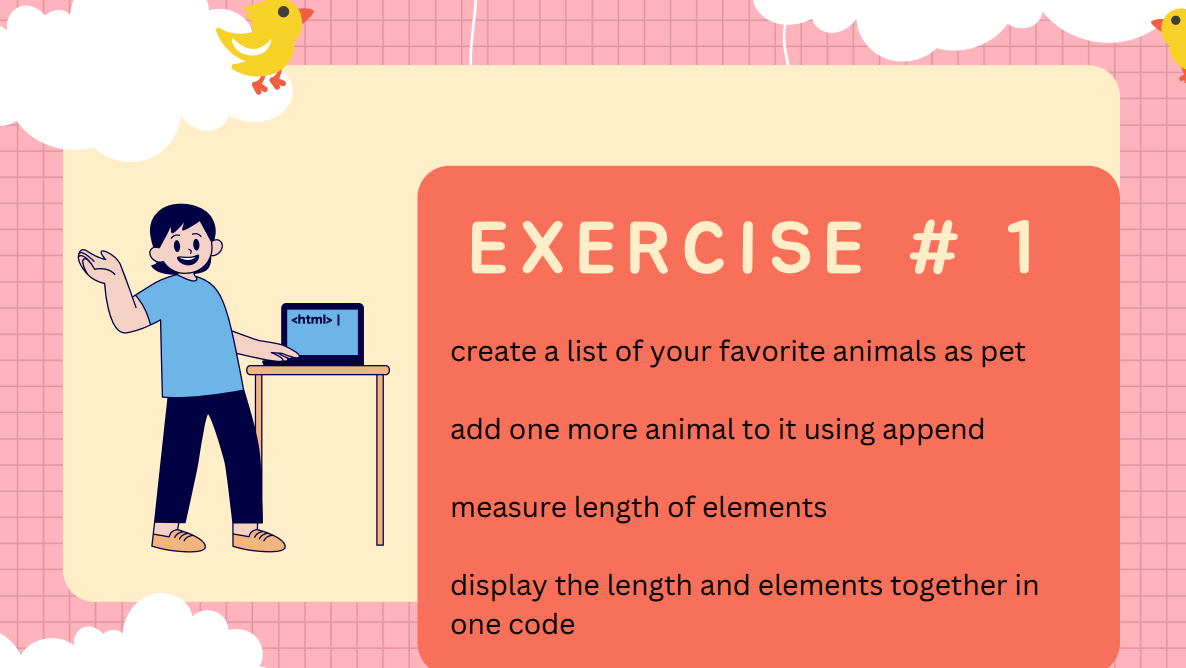 EXERCISE # 1
<html> |
create a list of your favorite animals as pet
add one more animal to it using append
measure length of elements
display the length and elements together in
one code